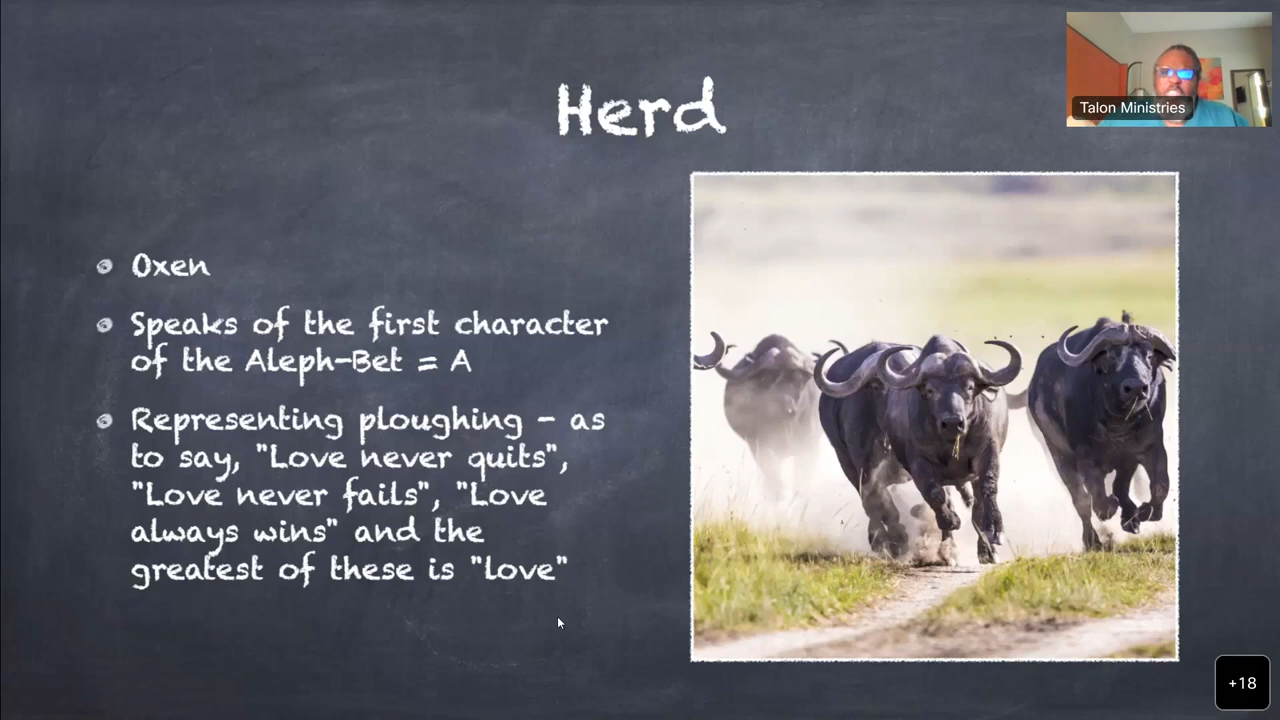 Herd
Talon Ministries
Oxen
Speaks of the first character
of the Aleph-Bet = A
Representing ploughing - as
to say, "Love never quits",
"Love never fails", "Love
always wins" and the
greatest of these is "love"
+18